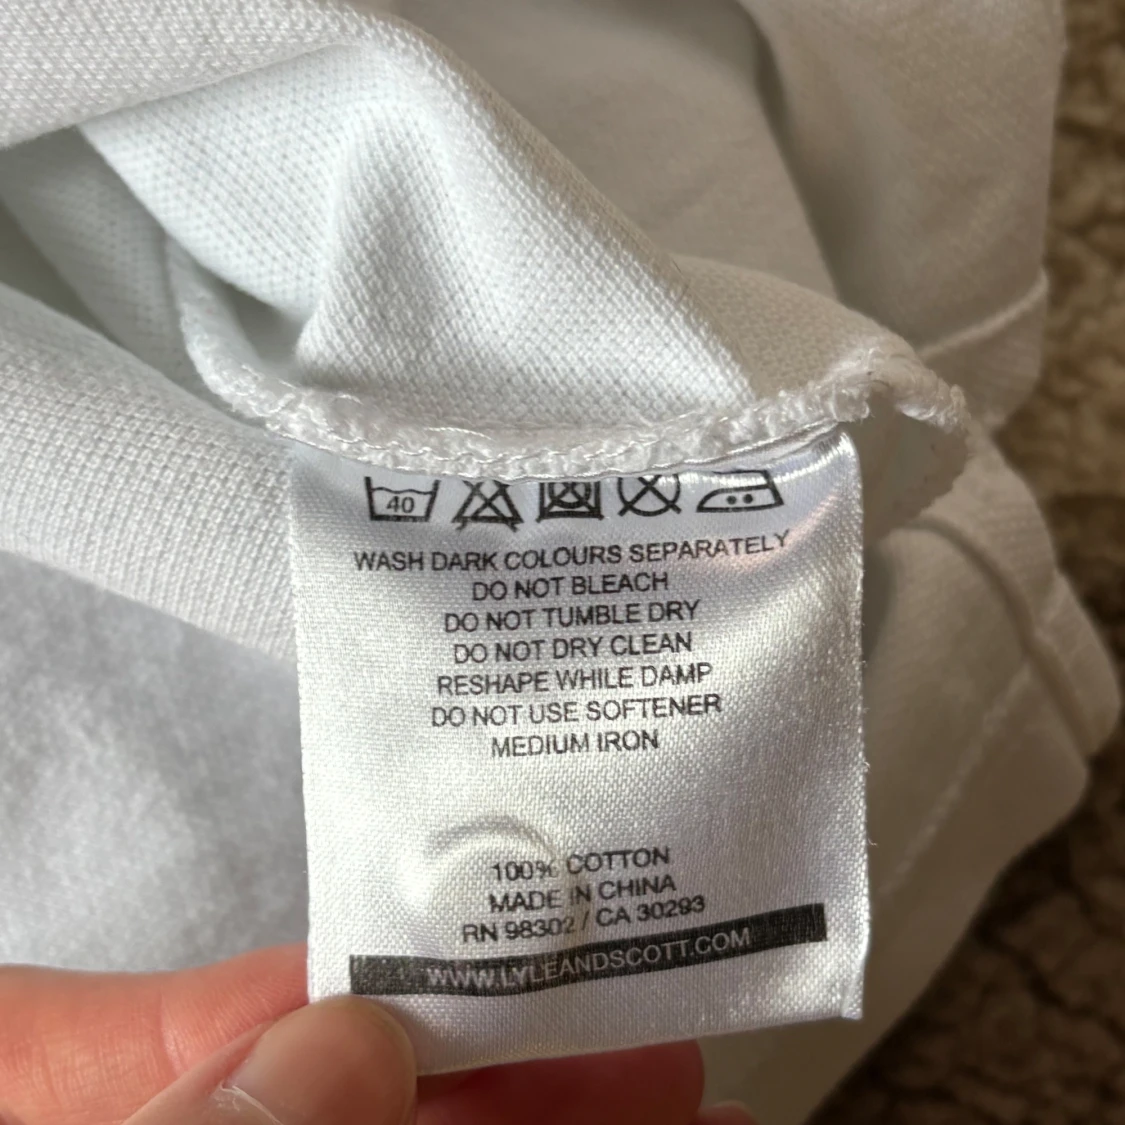 40
WASH DARK COLOURS SEPARATELY
DO NOT BLEACH
DO NOT TUMBLE DRY
DO NOT DRY CLEAN
RESHAPE WHILE DAMP
DO NOT USE SOFTENER
MEDIUM IRON
100% COTTON
MADE IN CHINA
RN 98302 / CA 30293
WWW.LYLEANDSCOTT.COM